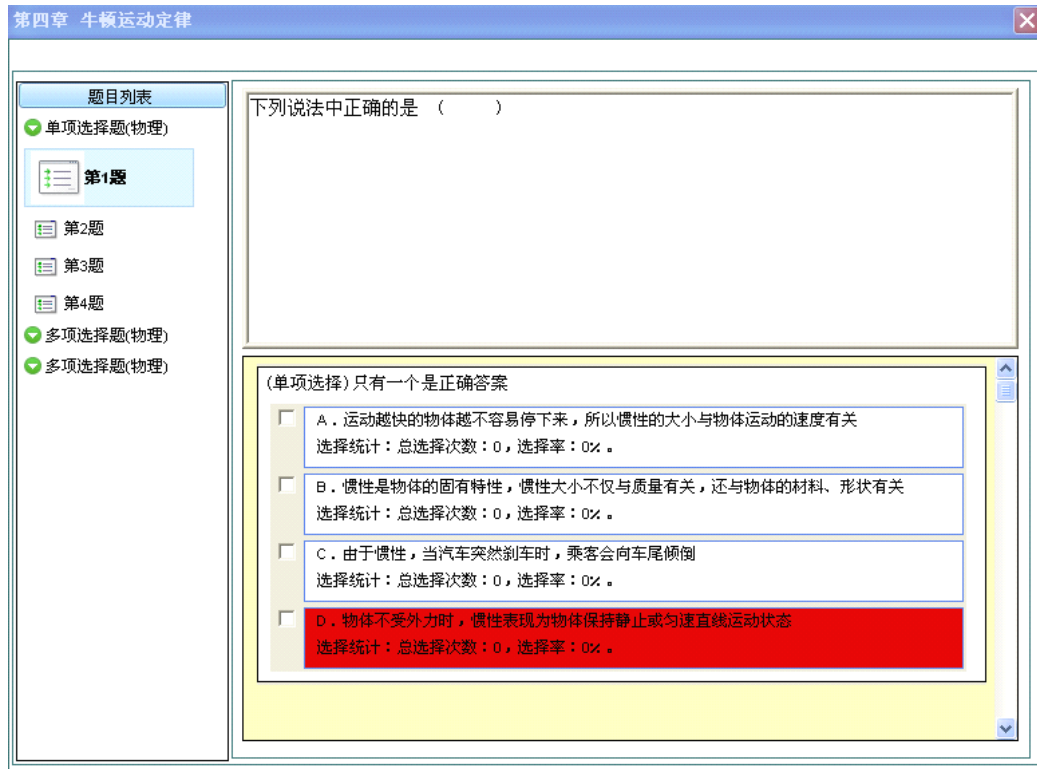 第四章 牛顿运动定律
题目列表
单项选择题(物理)
第1题
第2题
第3题
第4题
多项选择题(物理)
多项选择题(物理)
下列说法中正确的是 （ ）
(单项选择)只有一个是正确答案
A．运动越快的物体越不容易停下来，所以惯性的大小与物体运动的速度有关
选择统计：总选择次数：0，选择率：0%。
B．惯性是物体的固有特性，惯性大小不仅与质量有关，还与物体的材料、形状有关
选择统计：总选择次数：0，选择率：0%。
C．由于惯性，当汽车突然刹车时，乘客会向车尾倾倒
选择统计：总选择次数：0，选择率：0%。
D．物体不受外力时，惯性表现为物体保持静止或匀速直线运动状态
选择统计：总选择次数：0，选择率：0%。